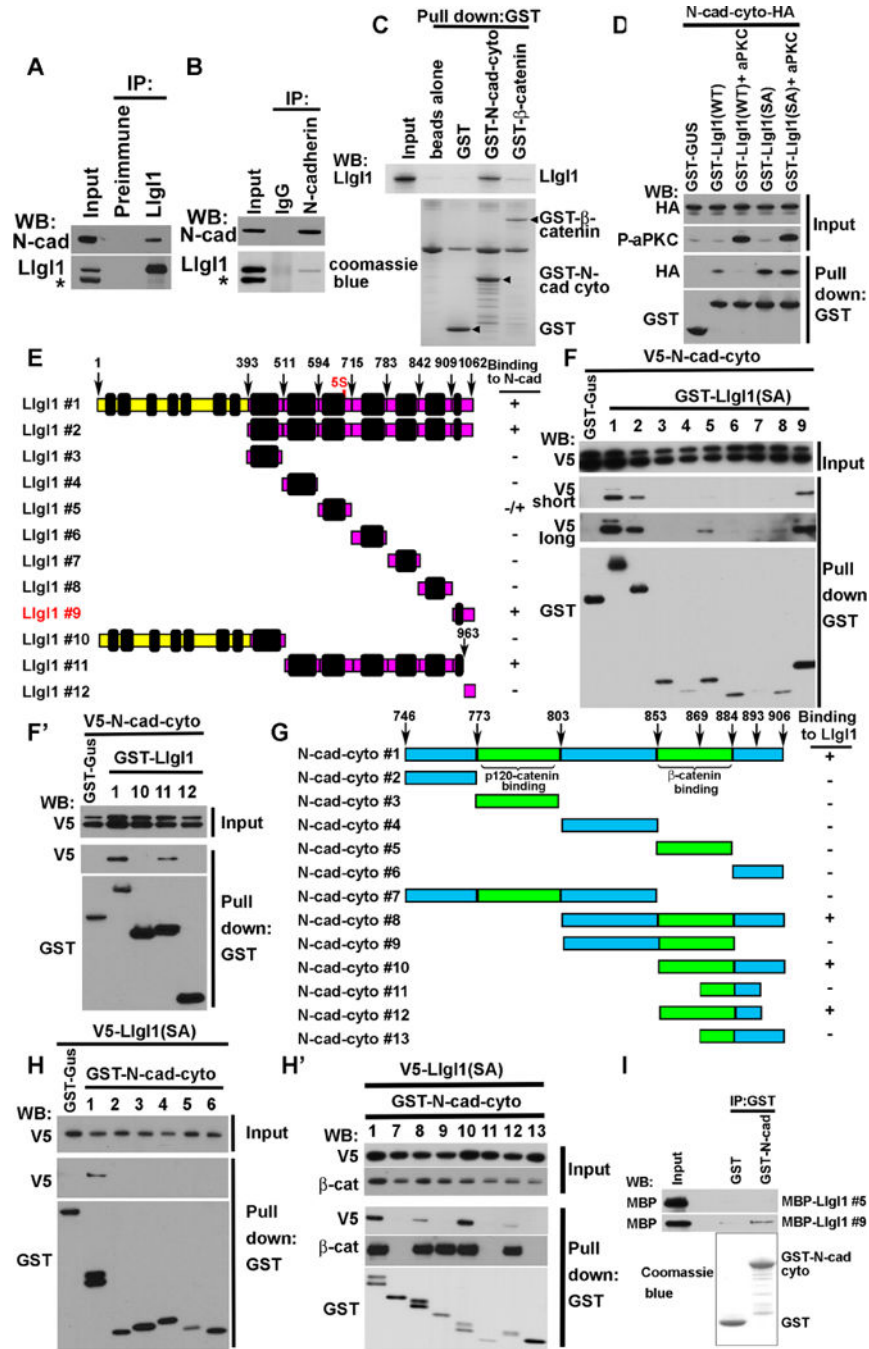 A
IP:
Input
Preimmune
Llgl1
WB:
N-cad
Llgl1
*
B
IP:
Input
IgG
N-cadherin
WB:
N-cad
Llgl1
*
coomassie
blue
C
Pull down:GST
Input
beads alone
GST
GST-N-cad-cyto
GST-β-catenin
WB:
Llgl1
Llgl1
GST-β-
catenin
GST-N-
cad cyto
GST
D
N-cad-cyto-HA
GST-GUS
GST-Llgl1(WT)
GST-Llgl1(WT)+ aPKC
GST-Llgl1(SA)
GST-Llgl1(SA)+ aPKC
WB:
HA
P-aPKC
Input
HA
GST
Pull
down:
GST
E
1 393 511 594 715 783 842 909 1062
5S
Binding
to N-cad
Llgl1 #1 +
Llgl1 #2 +
Llgl1 #3 -
Llgl1 #4 -
Llgl1 #5 -/+
Llgl1 #6 -
Llgl1 #7 -
Llgl1 #8 -
Llgl1 #9 +
Llgl1 #10 -
963
Llgl1 #11 +
Llgl1 #12 -
F
V5-N-cad-cyto
GST-Gus
GST-Llgl1(SA)
1 2 3 4 5 6 7 8 9
WB:
V5
Input
V5
short
V5
long
GST
Pull
down
GST
F'
V5-N-cad-cyto
GST-Gus
GST-Llgl1
1 10 11 12
WB:
V5
Input
V5
GST
Pull
down:
GST
G
746 773 803 853 869 884 893 906
Binding
to Llgl1
N-cad-cyto #1 +
p120-catenin
binding
β-catenin
binding
N-cad-cyto #2 -
N-cad-cyto #3 -
N-cad-cyto #4 -
N-cad-cyto #5 -
N-cad-cyto #6 -
N-cad-cyto #7 -
N-cad-cyto #8 +
N-cad-cyto #9 -
N-cad-cyto #10 +
N-cad-cyto #11 -
N-cad-cyto #12 +
N-cad-cyto #13 -
H
V5-Llgl1(SA)
GST-Gus
GST-N-cad-cyto
1 2 3 4 5 6
WB:
V5
Input
V5
GST
Pull
down:
GST
H'
V5-Llgl1(SA)
GST-N-cad-cyto
WB:
1 7 8 9 10 11 12 13
V5
β-cat
Input
V5
β-cat
GST
Pull
down:
GST
I
IP:GST
Input
GST
GST-N-cad
WB:
MBP
MBP-Llgl1 #5
MBP
MBP-Llgl1 #9
Coomassie
blue
GST-N-cad
cyto
GST